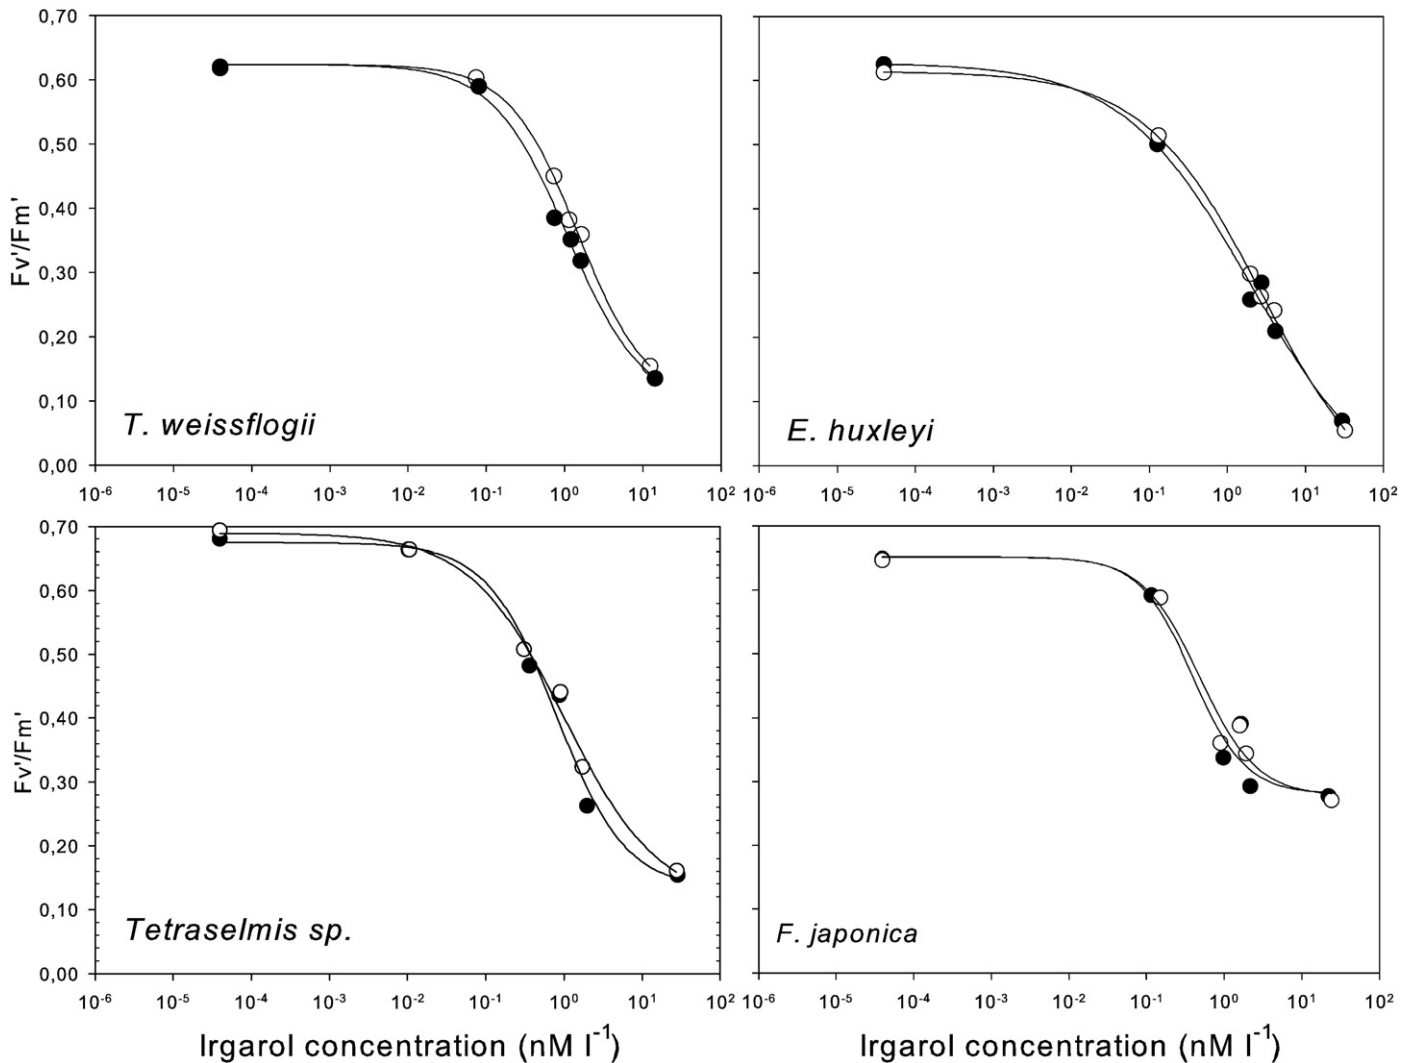 0,70
0,60
0,50
0,40
0,30
0,20
0,10
0,00
Fv'/Fm'
T. weissflogii
10⁻⁶ 10⁻⁵ 10⁻⁴ 10⁻³ 10⁻² 10⁻¹ 10⁰ 10¹ 10²
E. huxleyi
10⁻⁶ 10⁻⁵ 10⁻⁴ 10⁻³ 10⁻² 10⁻¹ 10⁰ 10¹ 10²
0,70
0,60
0,50
0,40
0,30
0,20
0,10
0,00
Fv'/Fm'
Tetraselmis sp.
10⁻⁶ 10⁻⁵ 10⁻⁴ 10⁻³ 10⁻² 10⁻¹ 10⁰ 10¹ 10²
Irgarol concentration (nM l⁻¹)
F. japonica
10⁻⁶ 10⁻⁵ 10⁻⁴ 10⁻³ 10⁻² 10⁻¹ 10⁰ 10¹ 10²
Irgarol concentration (nM l⁻¹)